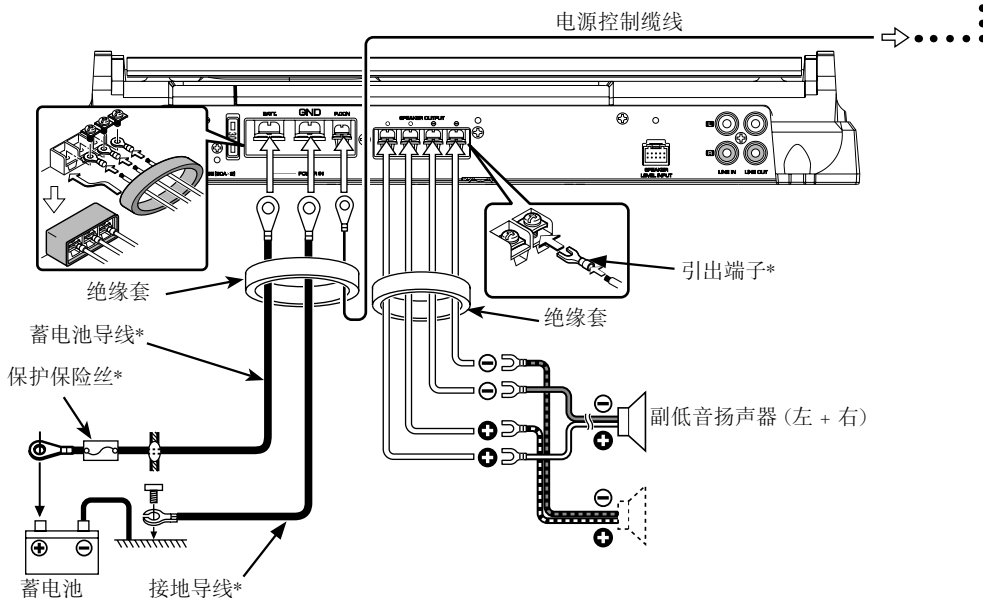 电源控制缆线
BATT.
GND
P.CON
SPEAKER OUTPUT
POWER IN
SPEAKER
LEVEL INPUT
LINE IN
LINE OUT
引出端子*
绝缘套
绝缘套
蓄电池导线*
保护保险丝*
副低音扬声器 (左 + 右)
蓄电池
接地导线*